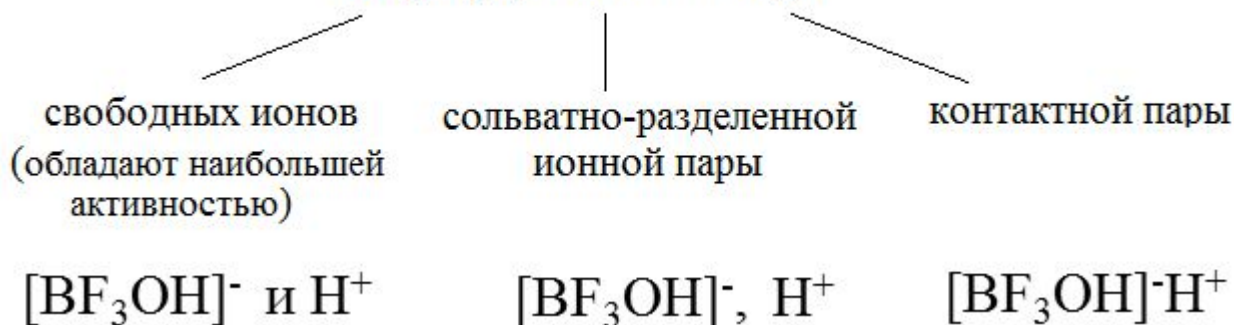 свободных ионов
(обладают наибольшей
активностью)
сольватно-разделенной
ионной пары
контактной пары
[BF₃OH]⁻ и H⁺
[BF₃OH]⁻, H⁺
[BF₃OH]⁻H⁺